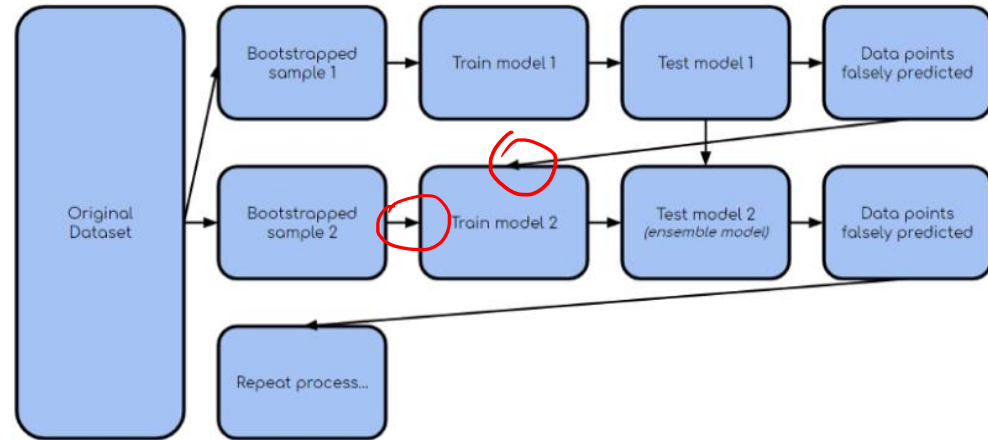 Original
Dataset
Bootstrapped
sample 1
Train model 1
Test model 1
Data points
falsely predicted
Bootstrapped
sample 2
Train model 2
Test model 2
(ensemble model)
Data points
falsely predicted
Repeat process...